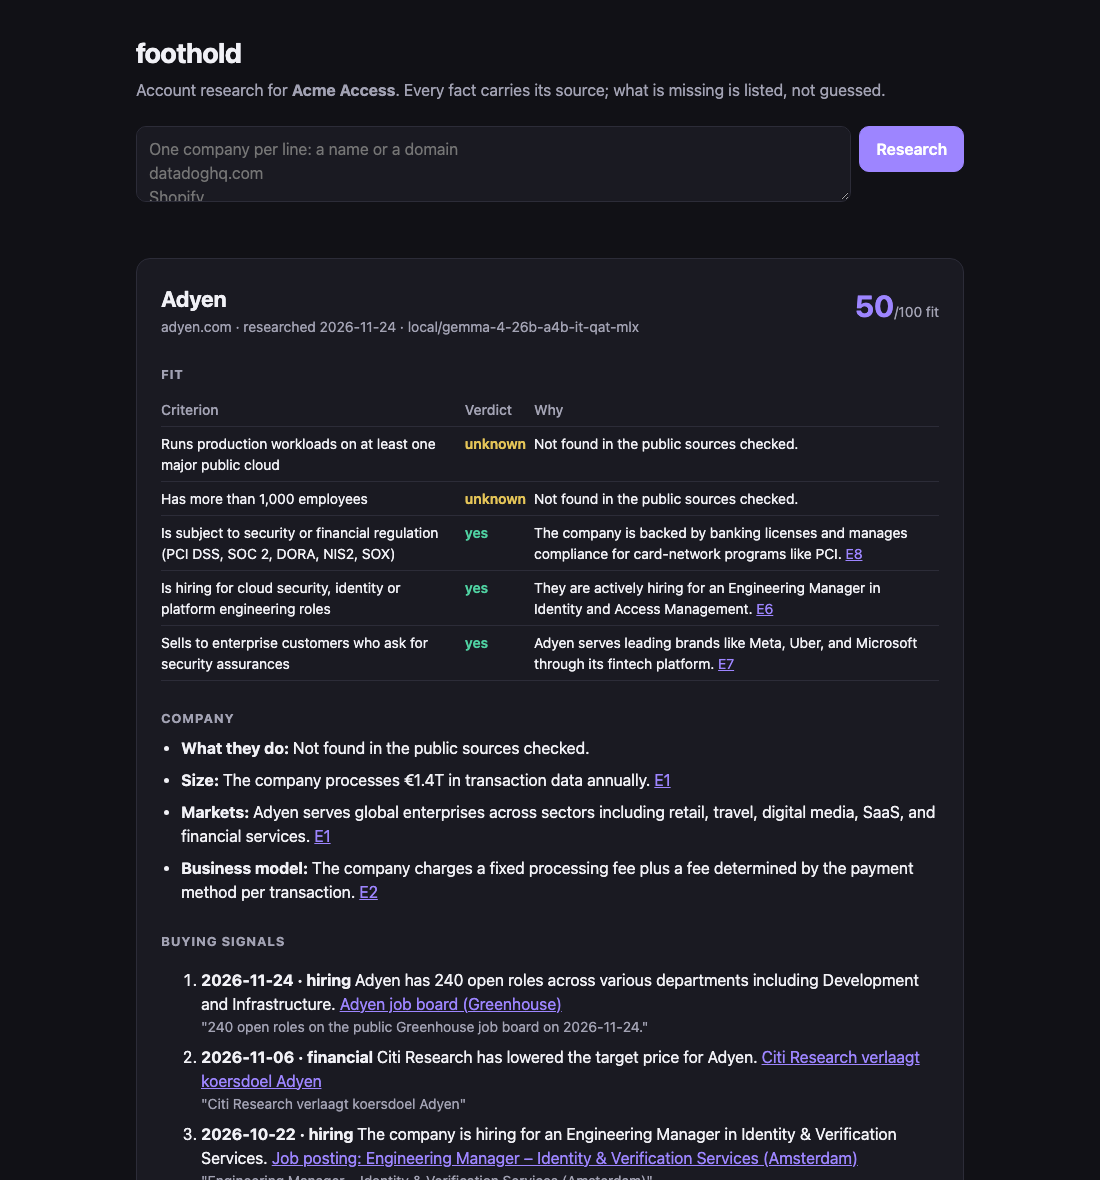 foothold
Account research for Acme Access. Every fact carries its source; what is missing is listed, not guessed.
One company per line: a name or a domain
datadoghq.com
Shopify
Research
Adyen
adyen.com · researched 2026-11-24 · local/gemma-4-26b-a4b-it-qat-mlx
50/100 fit
FIT
Criterion Verdict Why
Runs production workloads on at least one unknown Not found in the public sources checked.
major public cloud
Has more than 1,000 employees unknown Not found in the public sources checked.
Is subject to security or financial regulation yes The company is backed by banking licenses and manages
(PCI DSS, SOC 2, DORA, NIS2, SOX) compliance for card-network programs like PCI. E8
Is hiring for cloud security, identity or yes They are actively hiring for an Engineering Manager in
platform engineering roles Identity and Access Management. E6
Sells to enterprise customers who ask for yes Adyen serves leading brands like Meta, Uber, and Microsoft
security assurances through its fintech platform. E7
COMPANY
• What they do: Not found in the public sources checked.
• Size: The company processes €1.4T in transaction data annually. E1
• Markets: Adyen serves global enterprises across sectors including retail, travel, digital media, SaaS, and
financial services. E1
• Business model: The company charges a fixed processing fee plus a fee determined by the payment
method per transaction. E2
BUYING SIGNALS
1. 2026-11-24 · hiring Adyen has 240 open roles across various departments including Development
and Infrastructure. Adyen job board (Greenhouse)
"240 open roles on the public Greenhouse job board on 2026-11-24."
2. 2026-11-06 · financial Citi Research has lowered the target price for Adyen. Citi Research verlaagt
koersdoel Adyen
"Citi Research verlaagt koersdoel Adyen"
3. 2026-10-22 · hiring The company is hiring for an Engineering Manager in Identity & Verification
Services. Job posting: Engineering Manager – Identity & Verification Services (Amsterdam)
"Engineering Manager – Identity & Verification Services (Amsterdam)"